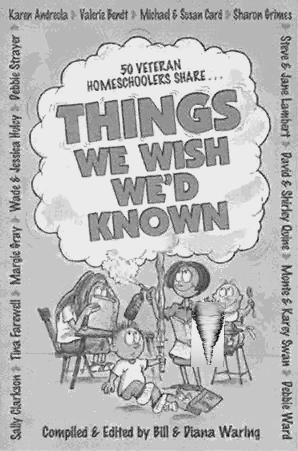 Karen Andreola Valerie Bendt Michael & Susan Card Sharon Grimes
50 VETERAN
HOMESCHOOLERS SHARE...
THINGS
WE WISH
WE'D
KNOWN
Debbie Strayer
Wade & Jessica Hulcy
Margie Gray
Tina Farewell
Sally Clarkson
Steve & Jane Lambert
David & Shirley Quine
Monte & Karey Swan
Debbie Ward
Compiled & Edited by Bill & Diana Waring